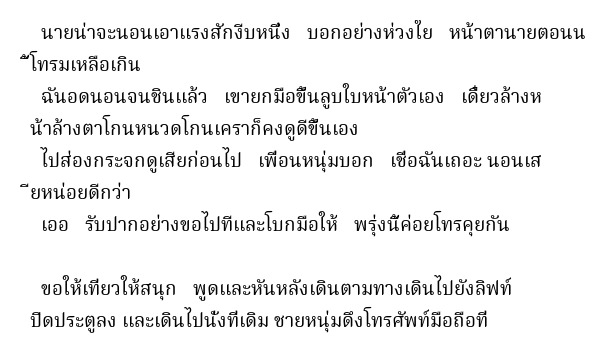 นายน่าจะนอนเอาแรงสักงีบหนึ่ง บอกอย่างห่วงใย หน้าตานายตอนน
ี้โทรมเหลือเกิน
ฉันอดนอนจนชินแล้ว เขายกมือขึ้นลูบใบหน้าตัวเอง เดี๋ยวล้างห
น้าล้างตาโกนหนวดโกนเคราก็คงดูดีขึ้นเอง
ไปส่องกระจกดูเสียก่อนไป เพื่อนหนุ่มบอก เชื่อฉันเถอะ นอนเส
ียหน่อยดีกว่า
เออ รับปากอย่างขอไปทีและโบกมือให้ พรุ่งนี้ค่อยโทรคุยกัน
ขอให้เที่ยวให้สนุก พูดและหันหลังเดินตามทางเดินไปยังลิฟท์
ปิดประตูลง และเดินไปนั่งที่เดิม ชายหนุ่มดึงโทรศัพท์มือถือที่